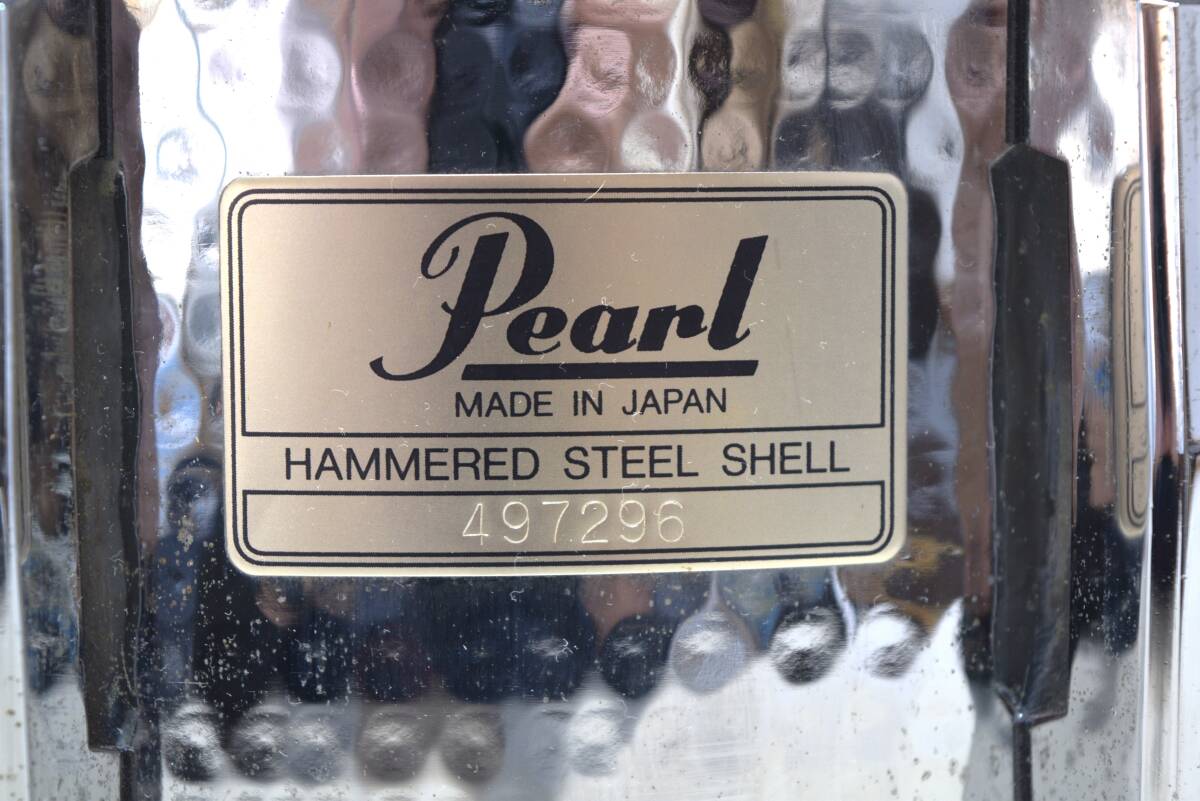 Pearl
MADE IN JAPAN
HAMMERED STEEL SHELL
497296